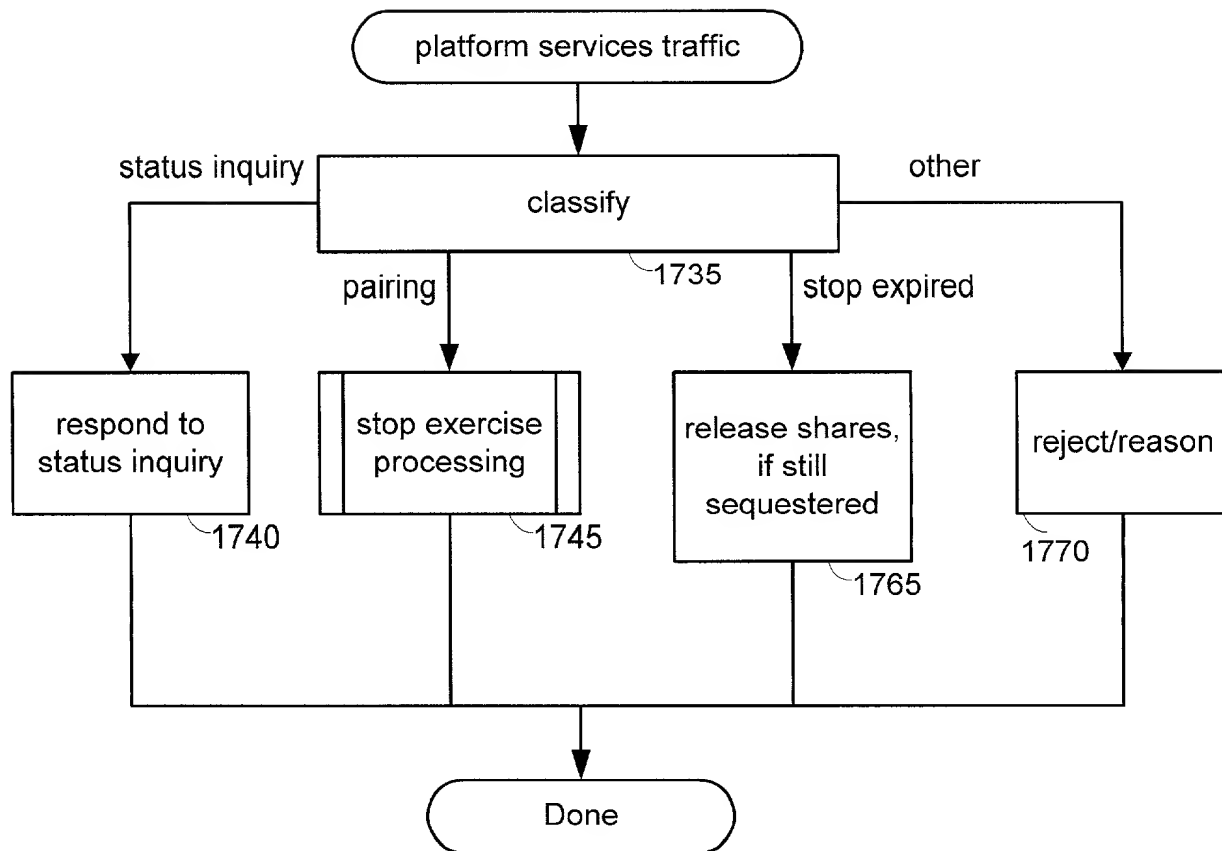 platform services traffic
status inquiry
other
classify
1735
pairing
stop expired
respond to
status inquiry
1740
stop exercise
processing
1745
release shares,
if still
sequestered
1765
reject/reason
1770
Done